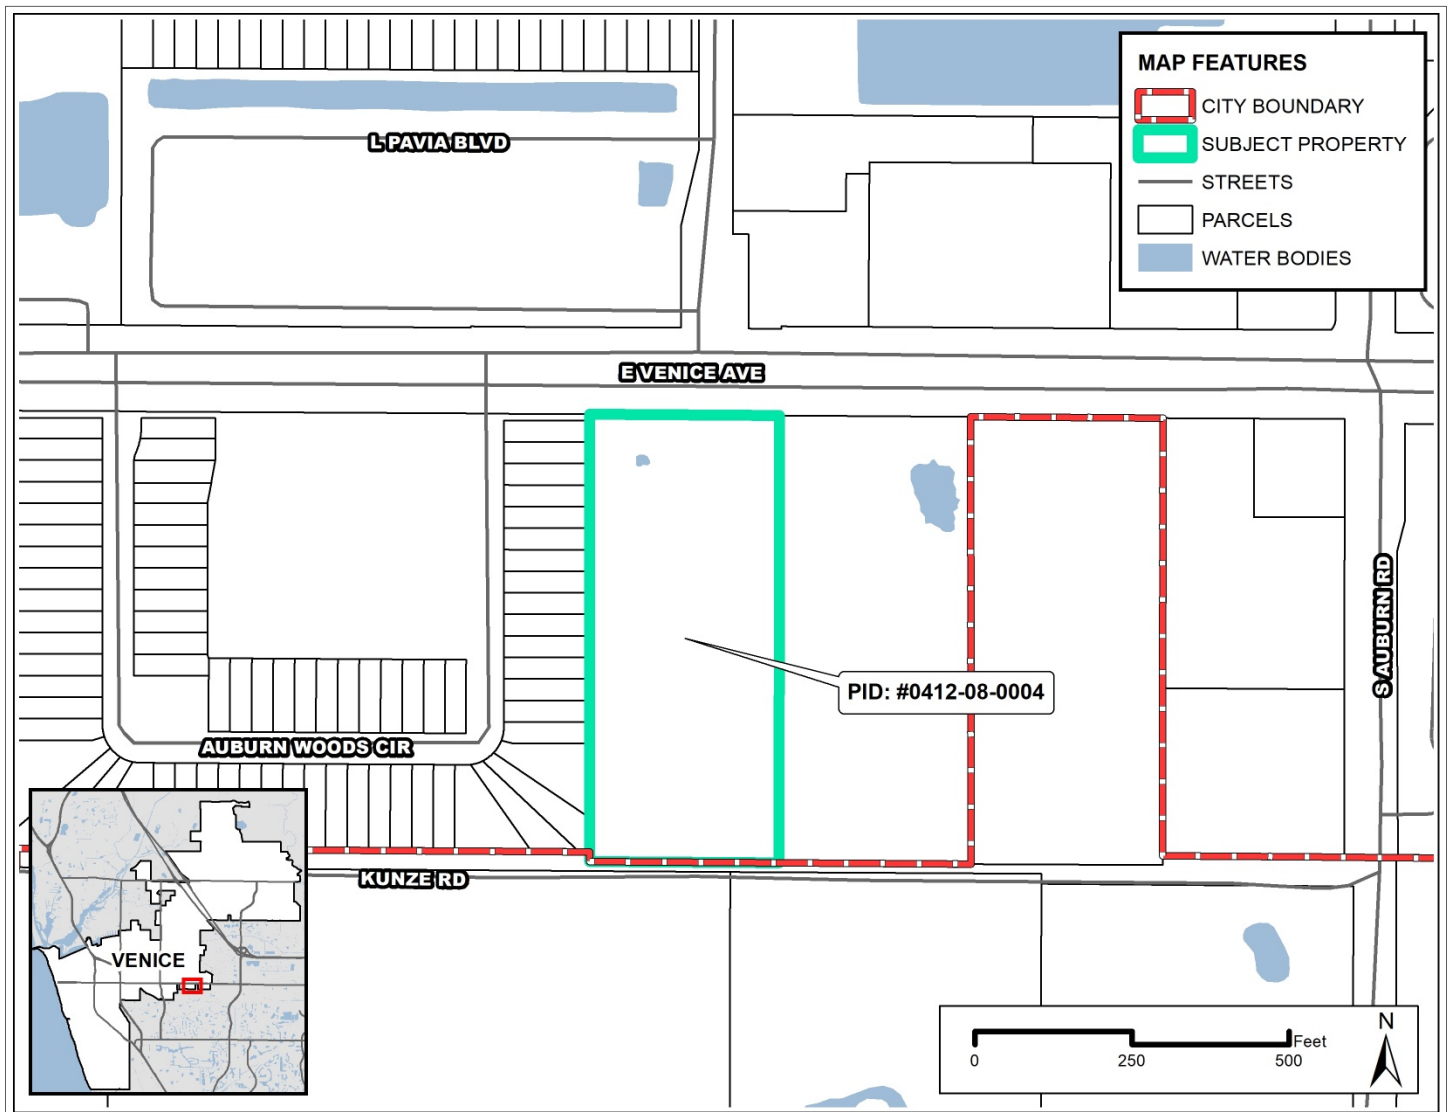 MAP FEATURES
CITY BOUNDARY
SUBJECT PROPERTY
STREETS
PARCELS
WATER BODIES
L PAVIA BLVD
E VENICE AVE
S AUBURN RD
PID: #0412-08-0004
AUBURN WOODS CIR
KUNZE RD
VENICE
N
Feet
0 250 500